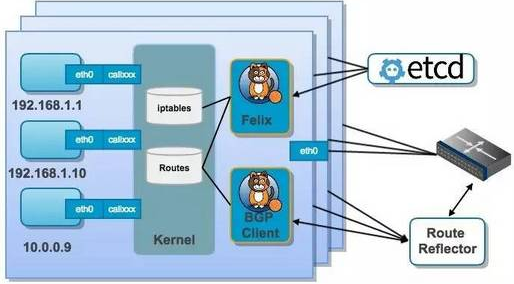 eth0 calixxx
192.168.1.1
eth0 calixxx
192.168.1.10
eth0 calixxx
10.0.0.9
iptables
Routes
Kernel
Felix
BGP
Client
eth0
etcd
Route
Reflector